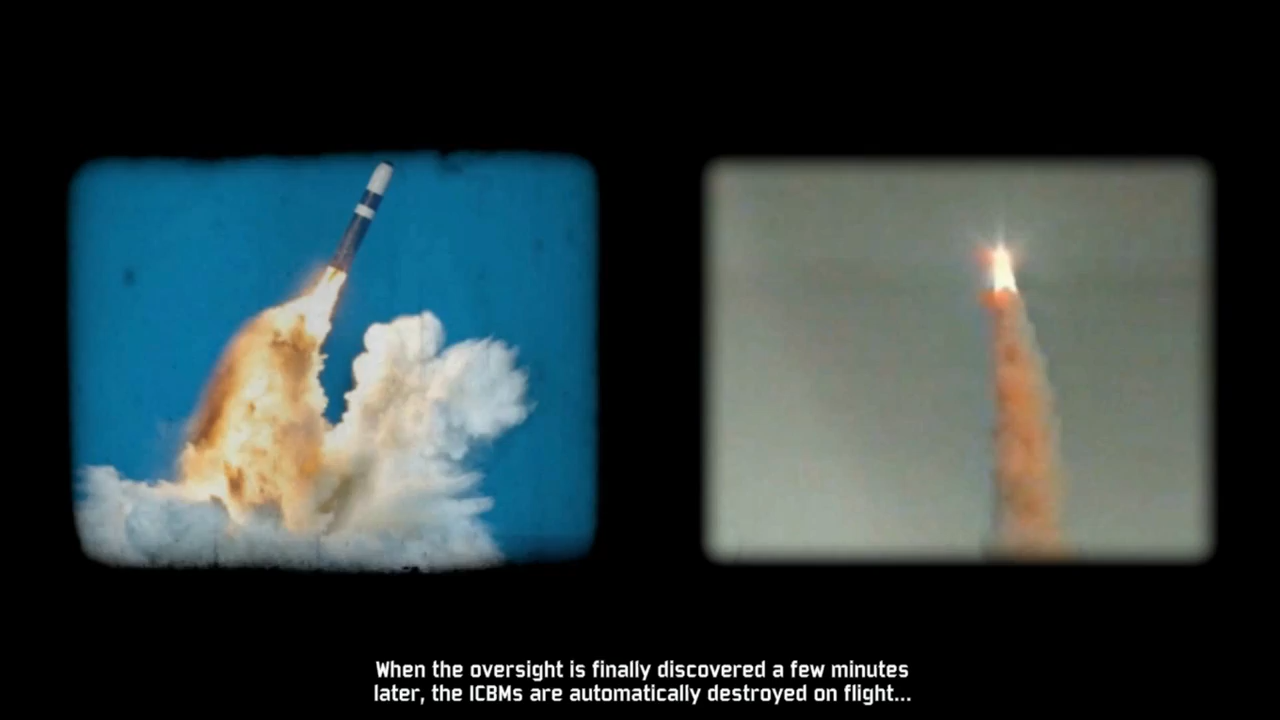 When the oversight is finally discovered a few minutes
later, the ICBMs are automatically destroyed on flight...